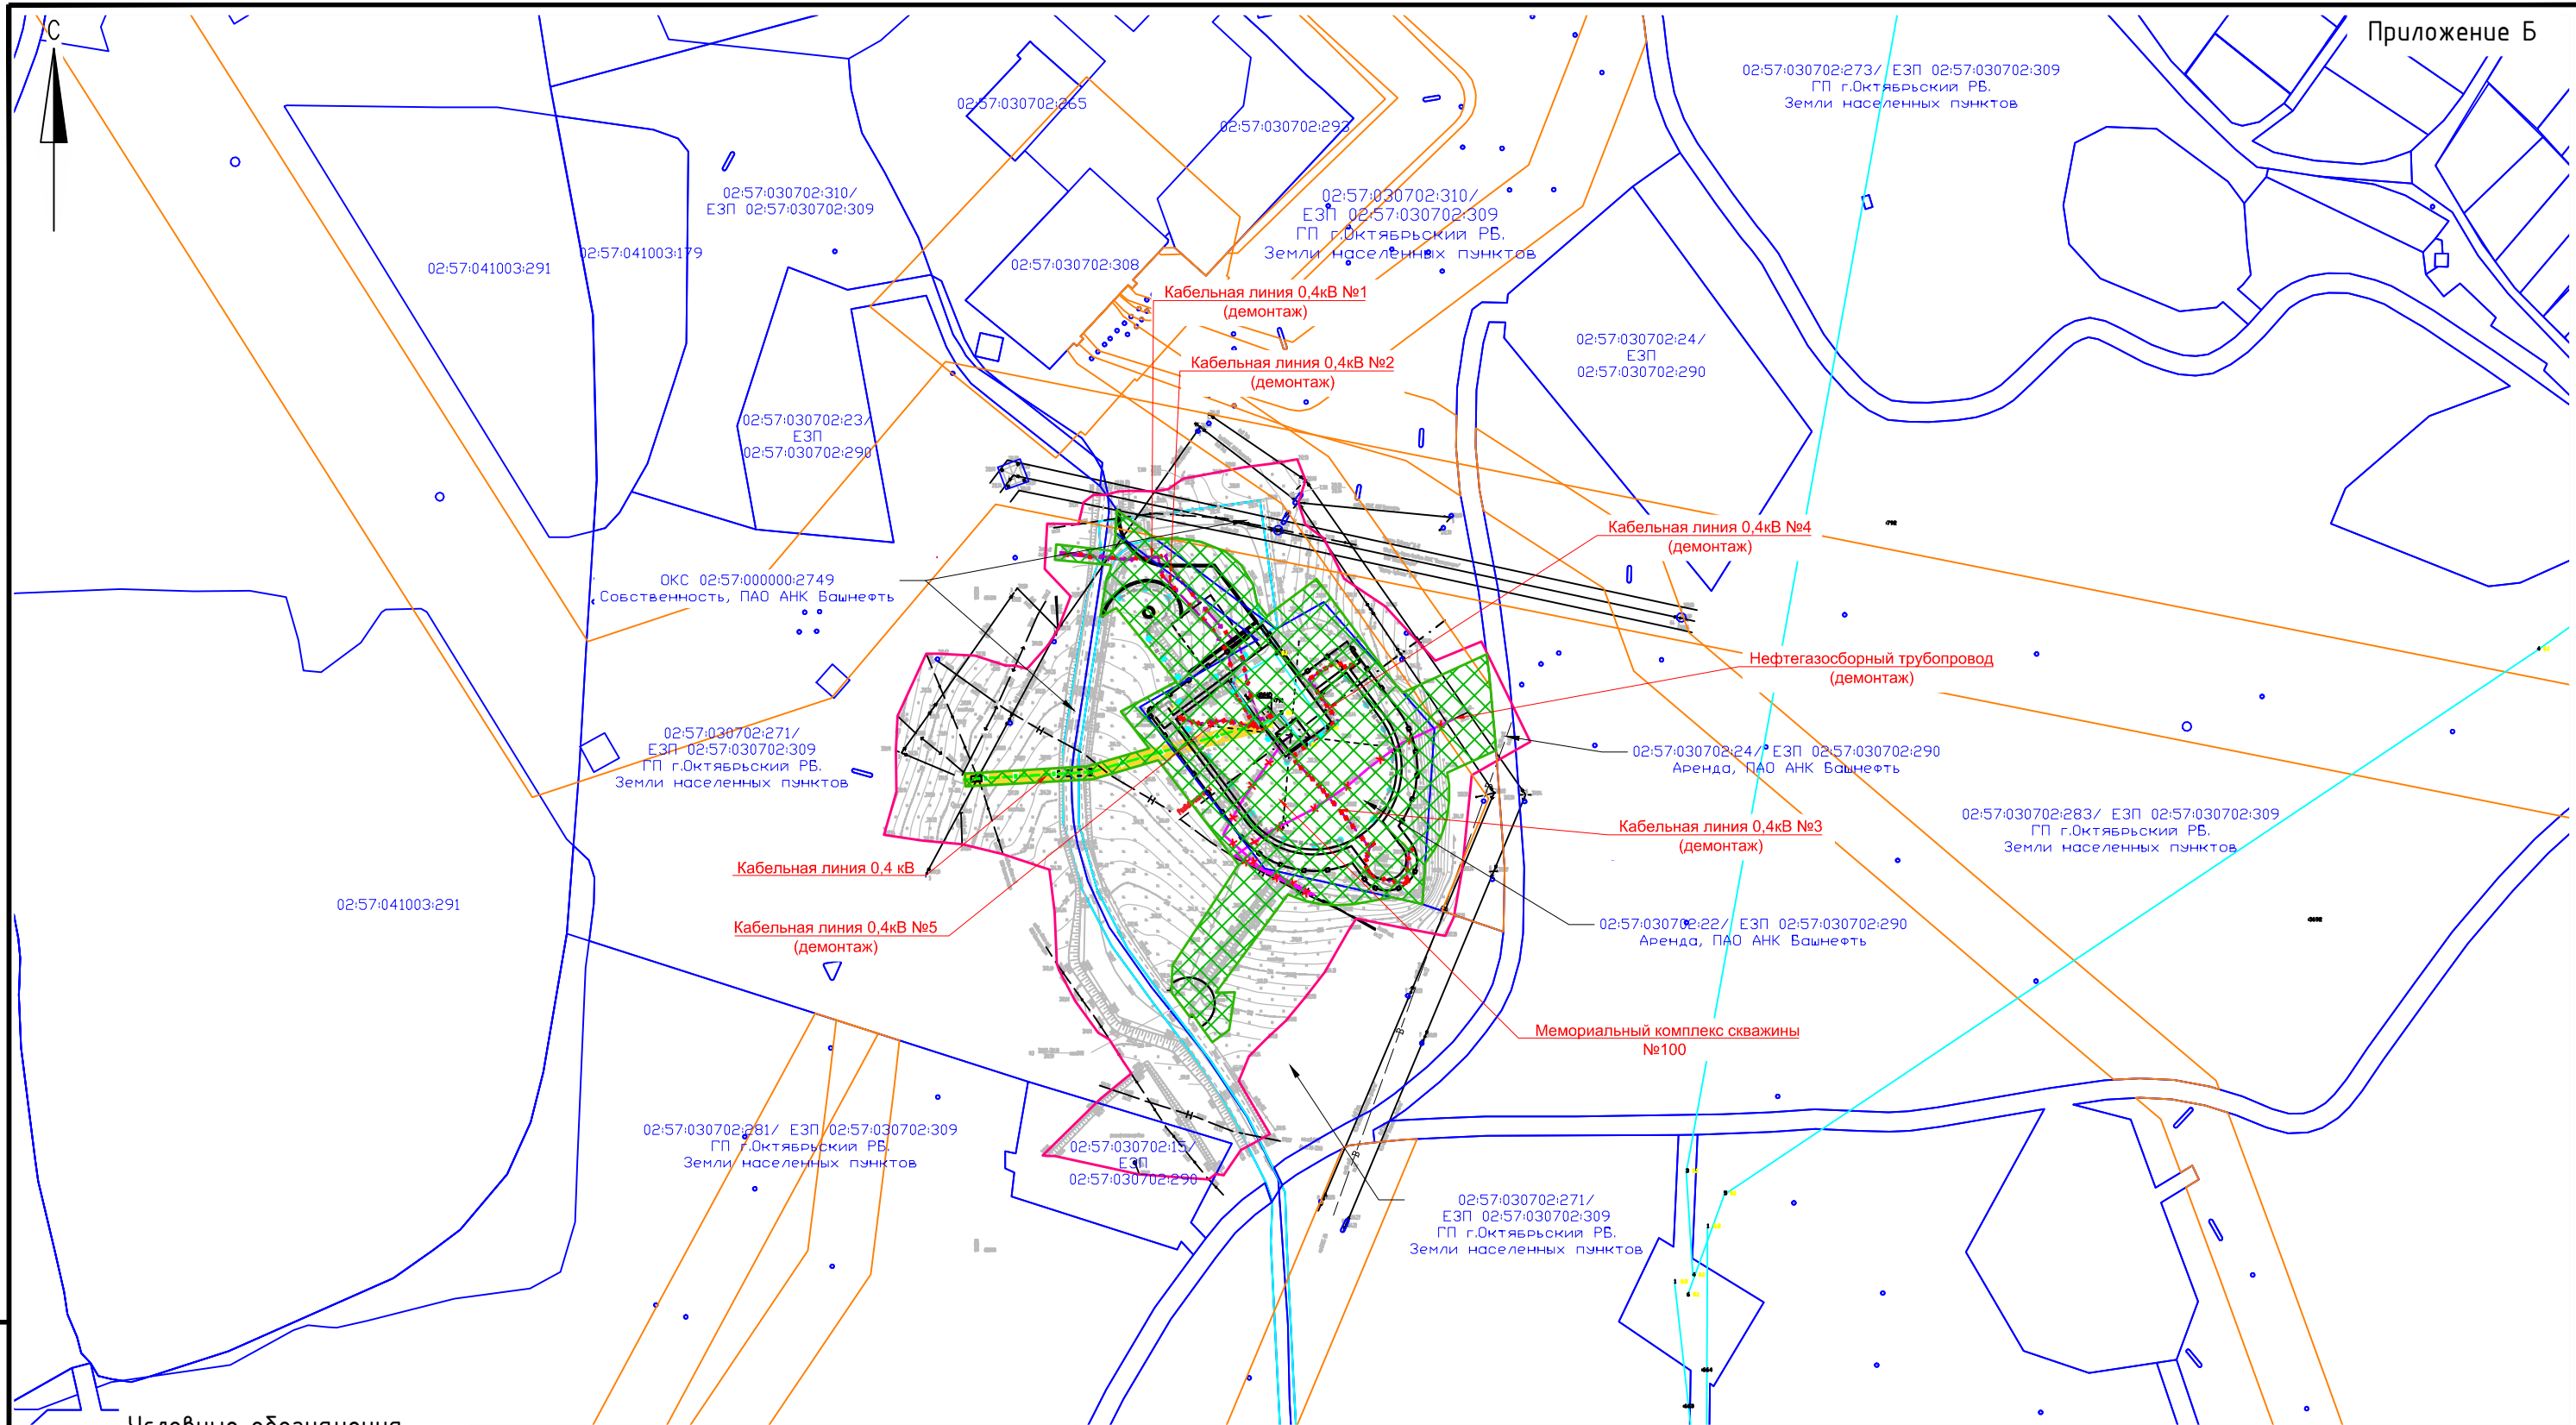 С
Приложение Б
02:57:030702:273/ ЕЗП 02:57:030702:309
ГП г.Октябрьский РБ.
Земли населенных пунктов
02:57:030702:265
02:57:030702:293
02:57:030702:310/
ЕЗП 02:57:030702:309
02:57:030702:310/
ЕЗП 02:57:030702:309
ГП г.Октябрьский РБ.
Земли населенных пунктов
02:57:041003:291
02:57:041003:179
02:57:030702:308
Кабельная линия 0,4кВ №1
(демонтаж)
Кабельная линия 0,4кВ №2
(демонтаж)
02:57:030702:24/
ЕЗП
02:57:030702:290
02:57:030702:23/
ЕЗП
02:57:030702:290
Кабельная линия 0,4кВ №4
(демонтаж)
ОКС 02:57:000000:2749
Собственность, ПАО АНК Башнефть
Нефтегазосборный трубопровод
(демонтаж)
02:57:030702:271/
ЕЗП 02:57:030702:309
ГП г.Октябрьский РБ.
Земли населенных пунктов
02:57:030702:24/ ЕЗП 02:57:030702:290
Аренда, ПАО АНК Башнефть
02:57:030702:283/ ЕЗП 02:57:030702:309
ГП г.Октябрьский РБ.
Земли населенных пунктов
Кабельная линия 0,4кВ №3
(демонтаж)
Кабельная линия 0,4 кВ
02:57:041003:291
Кабельная линия 0,4кВ №5
(демонтаж)
02:57:030702:22/ ЕЗП 02:57:030702:290
Аренда, ПАО АНК Башнефть
Мемориальный комплекс скважины
№100
02:57:030702:281/ ЕЗП 02:57:030702:309
ГП г.Октябрьский РБ.
Земли населенных пунктов
02:57:030702:15/
ЕЗП
02:57:030702:290
02:57:030702:271/
ЕЗП 02:57:030702:309
ГП г.Октябрьский РБ.
Земли населенных пунктов
Условные обозначения